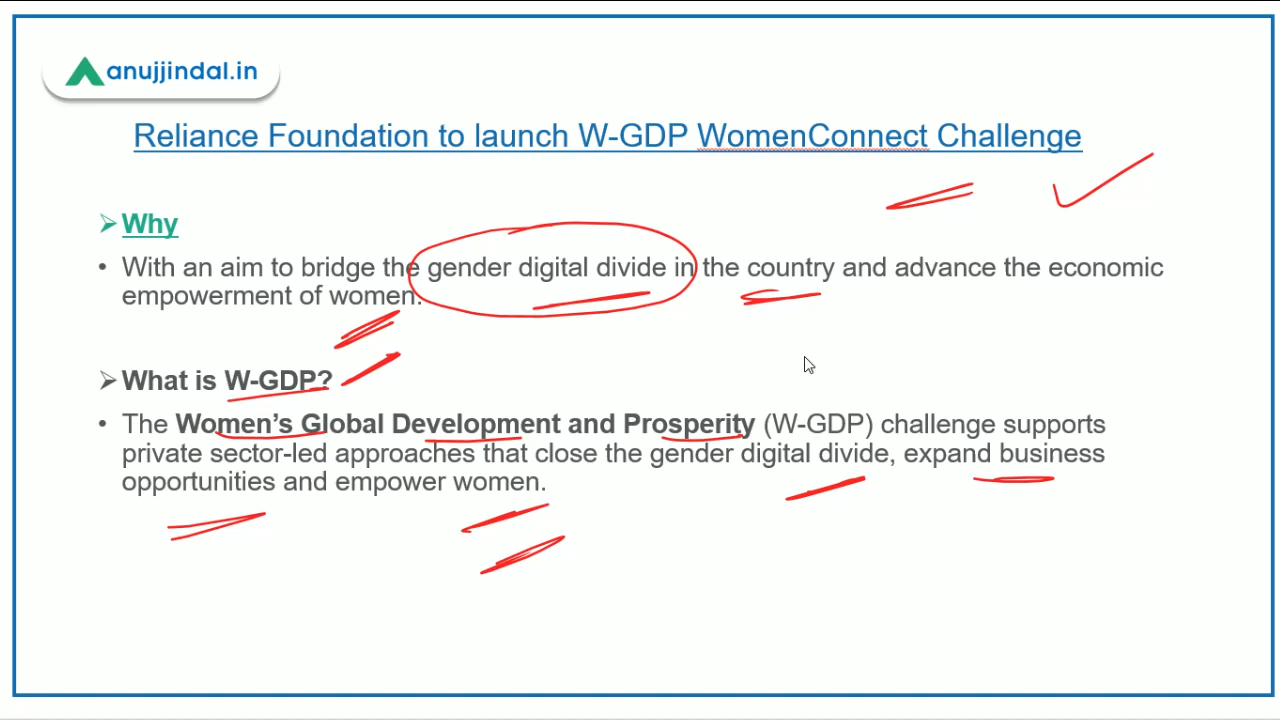 anujjindal.in
Reliance Foundation to launch W-GDP WomenConnect Challenge
➢Why
• With an aim to bridge the gender digital divide in the country and advance the economic
empowerment of women.
➢What is W-GDP?
• The Women’s Global Development and Prosperity (W-GDP) challenge supports
private sector-led approaches that close the gender digital divide, expand business
opportunities and empower women.